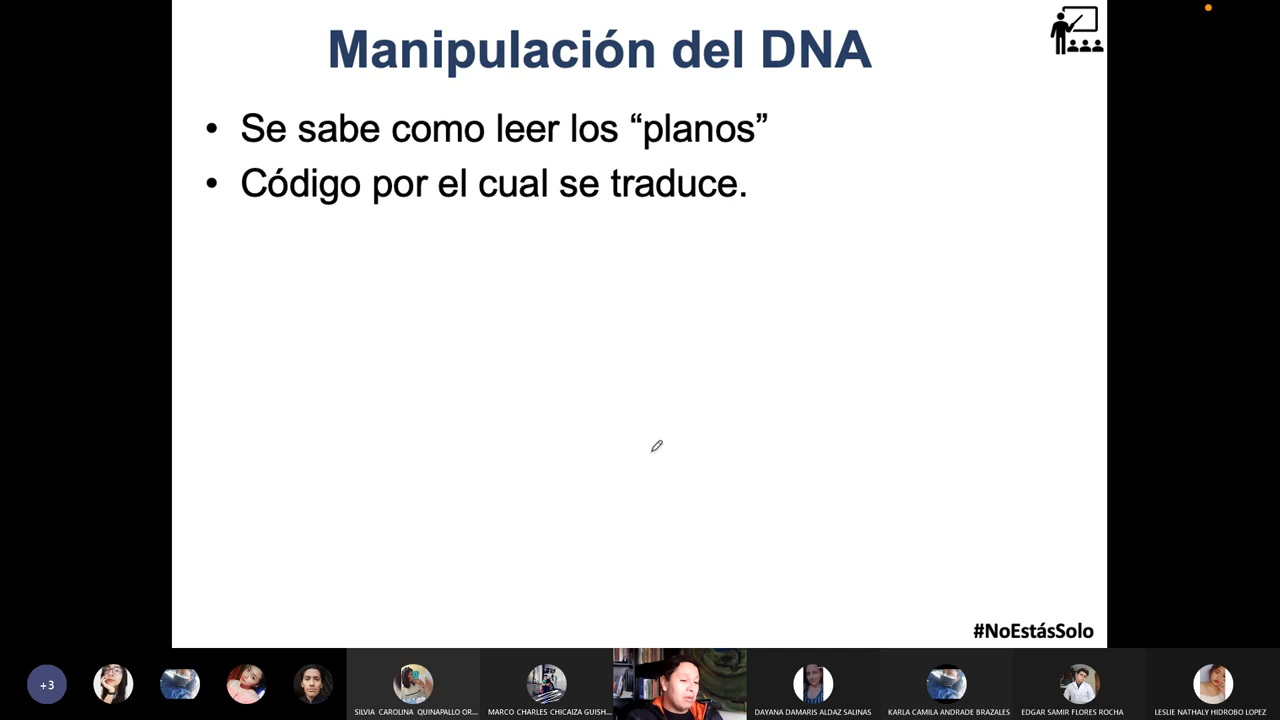 Manipulación del DNA
• Se sabe como leer los “planos”
• Código por el cual se traduce.
#NoEstásSolo
+3
SILVIA CAROLINA QUINAPALLO OR...
MARCO CHARLES CHICAIZA GUISH...
DAYANA DAMARIS ALDAZ SALINAS
KARLA CAMILA ANDRADE BRAZALES
EDGAR SAMIR FLORES ROCHA
LESLIE NATHALY HIDROBO LOPEZ